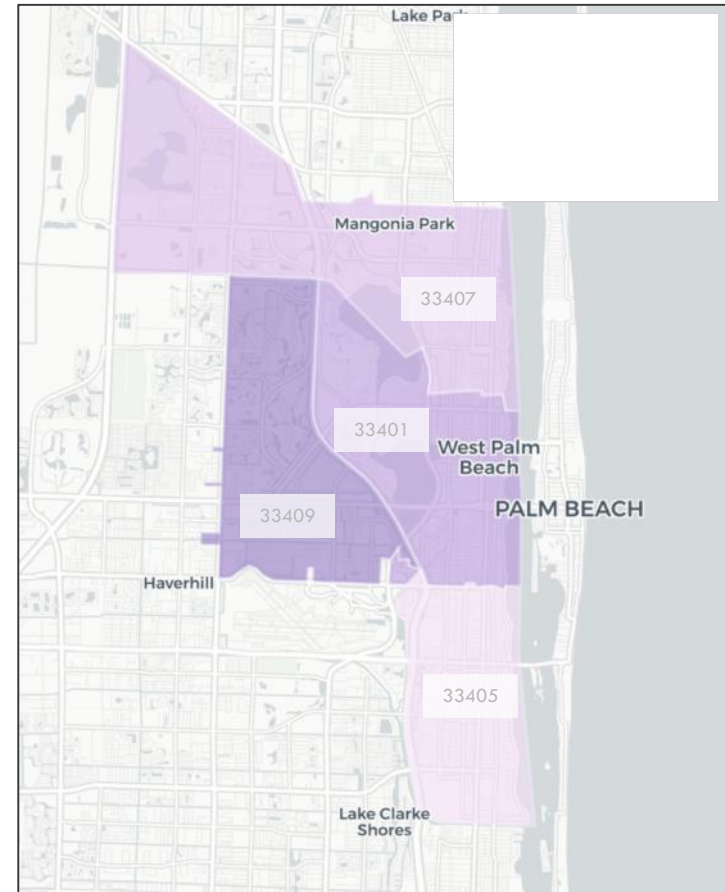 Lake Park
Mangonia Park
33407
33401
West Palm
Beach
33409
PALM BEACH
Haverhill
33405
Lake Clarke
Shores